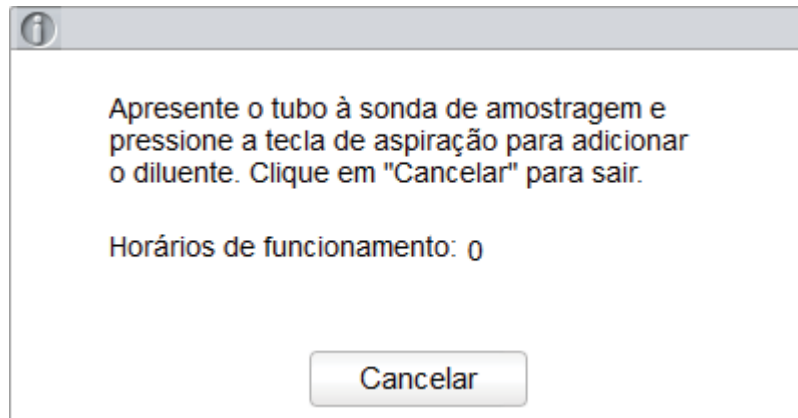 Apresente o tubo à sonda de amostragem e
pressione a tecla de aspiração para adicionar
o diluente. Clique em "Cancelar" para sair.
Horários de funcionamento: 0
Cancelar